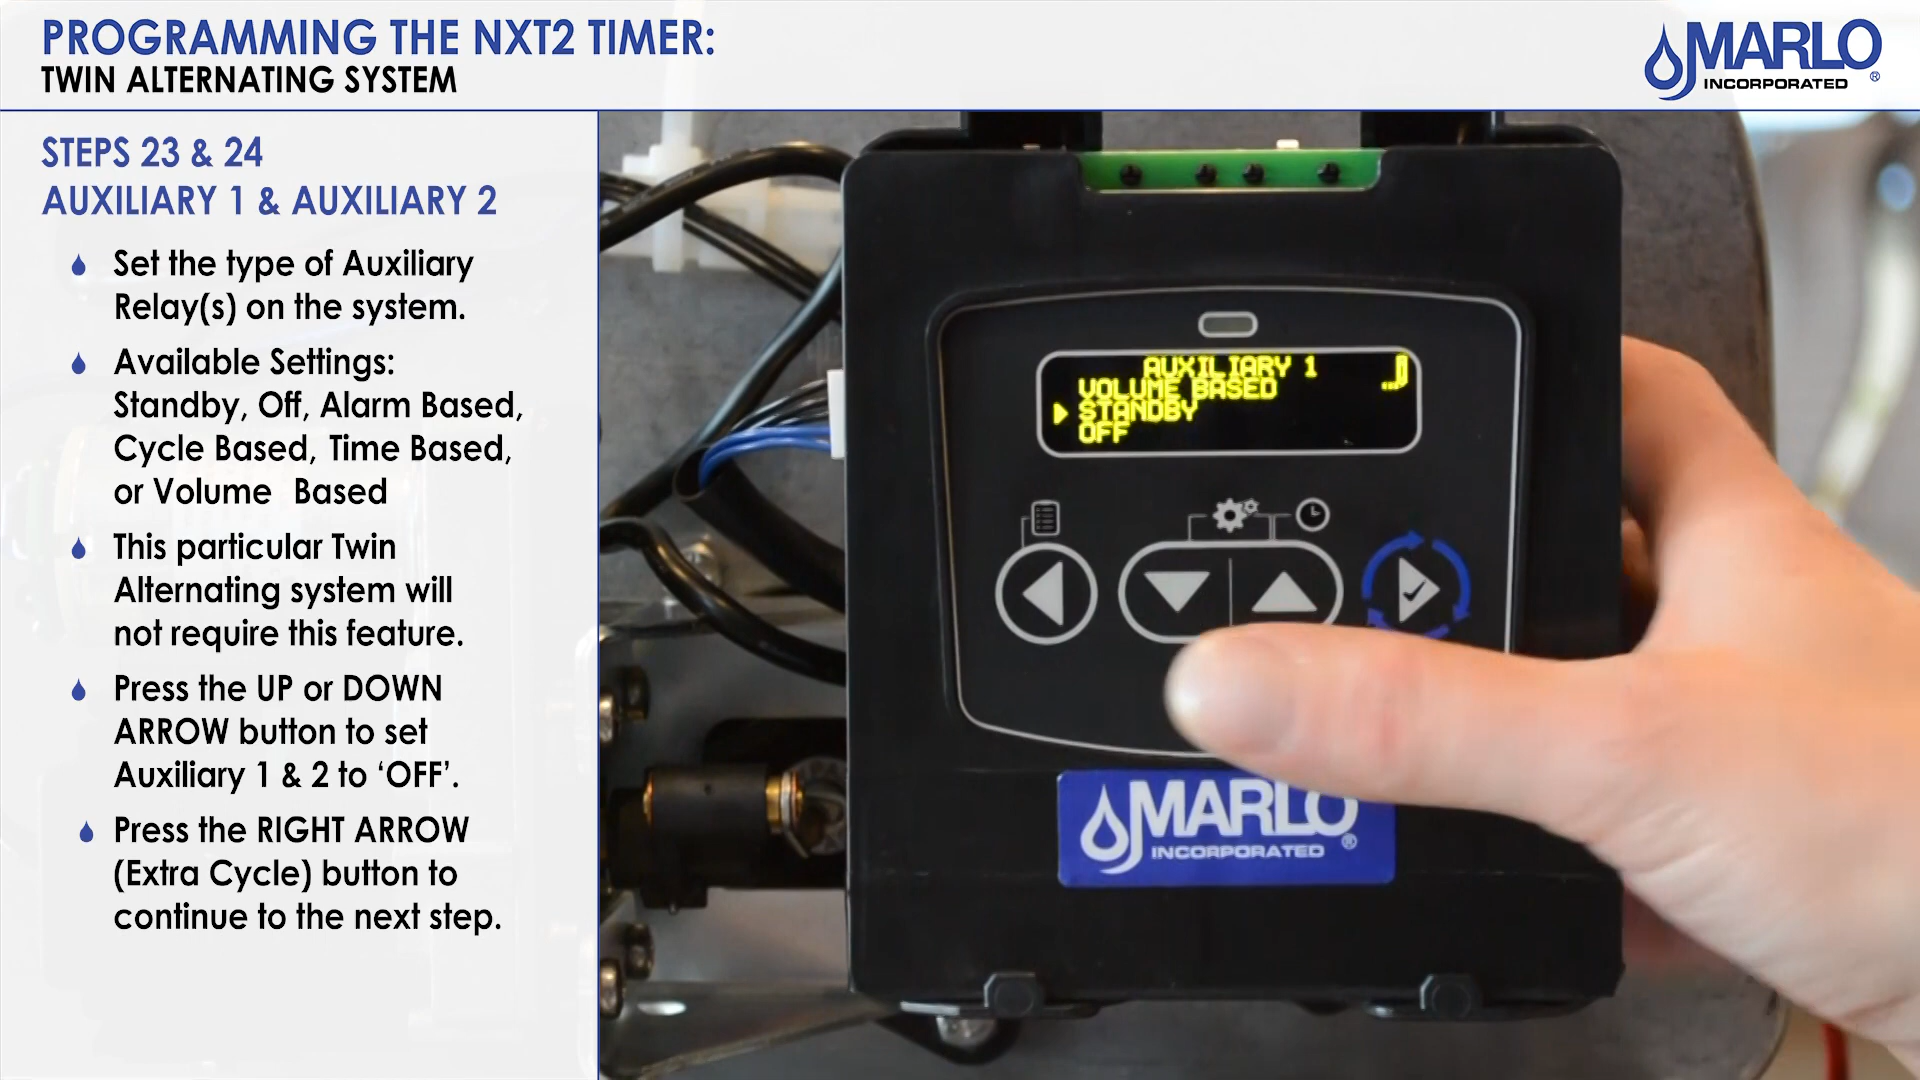 PROGRAMMING THE NXT2 TIMER:
TWIN ALTERNATING SYSTEM
MARLO
INCORPORATED ®
STEPS 23 & 24
AUXILIARY 1 & AUXILIARY 2
Set the type of Auxiliary
Relay(s) on the system.
Available Settings:
Standby, Off, Alarm Based,
Cycle Based, Time Based,
or Volume Based
This particular Twin
Alternating system will
not require this feature.
Press the UP or DOWN
ARROW button to set
Auxiliary 1 & 2 to ‘OFF’.
Press the RIGHT ARROW
(Extra Cycle) button to
continue to the next step.
AUXILIARY 1
VOLUME BASED
STANDBY
OFF
MARLO
INCORPORATED ®